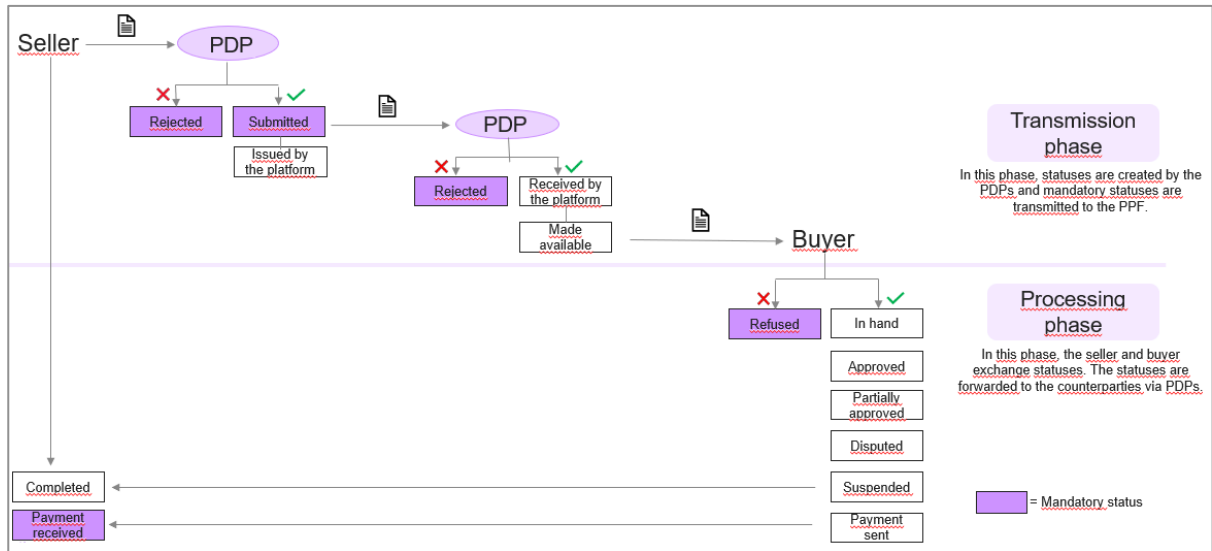 Seller
PDP
Rejected
Submitted
Issued by
the platform
PDP
Rejected
Received by
the platform
Made
available
Buyer
Transmission
phase
In this phase, statuses are created by the
PDPs and mandatory statuses are
transmitted to the PPF.
Refused
In hand
Approved
Partially
approved
Disputed
Suspended
Payment
sent
Completed
Payment
received
Processing
phase
In this phase, the seller and buyer
exchange statuses. The statuses are
forwarded to the counterparties via PDPs.
= Mandatory status